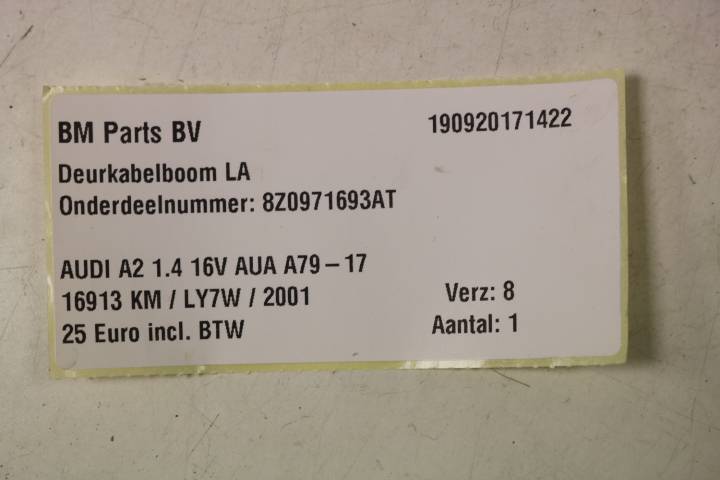 BM Parts BV 190920171422
Deurkabelboom LA
Onderdeelnummer: 8Z0971693AT
AUDI A2 1.4 16V AUA A79-17
16913 KM / LY7W / 2001 Verz: 8
25 Euro incl. BTW Aantal: 1